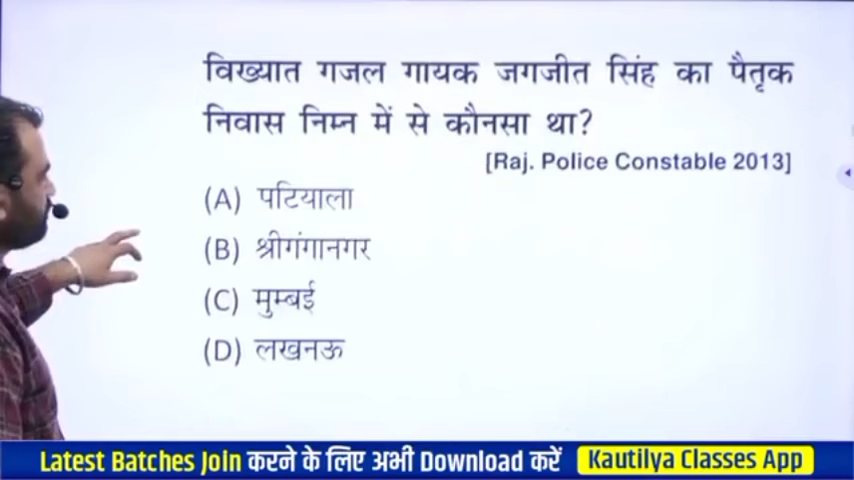 विख्यात गजल गायक जगजीत सिंह का पैतृक
निवास निम्न में से कौनसा था?
[Raj. Police Constable 2013]
(A) पटियाला
(B) श्रीगंगानगर
(C) मुम्बई
(D) लखनऊ
Latest Batches Join करने के लिए अभी Download करें Kautilya Classes App